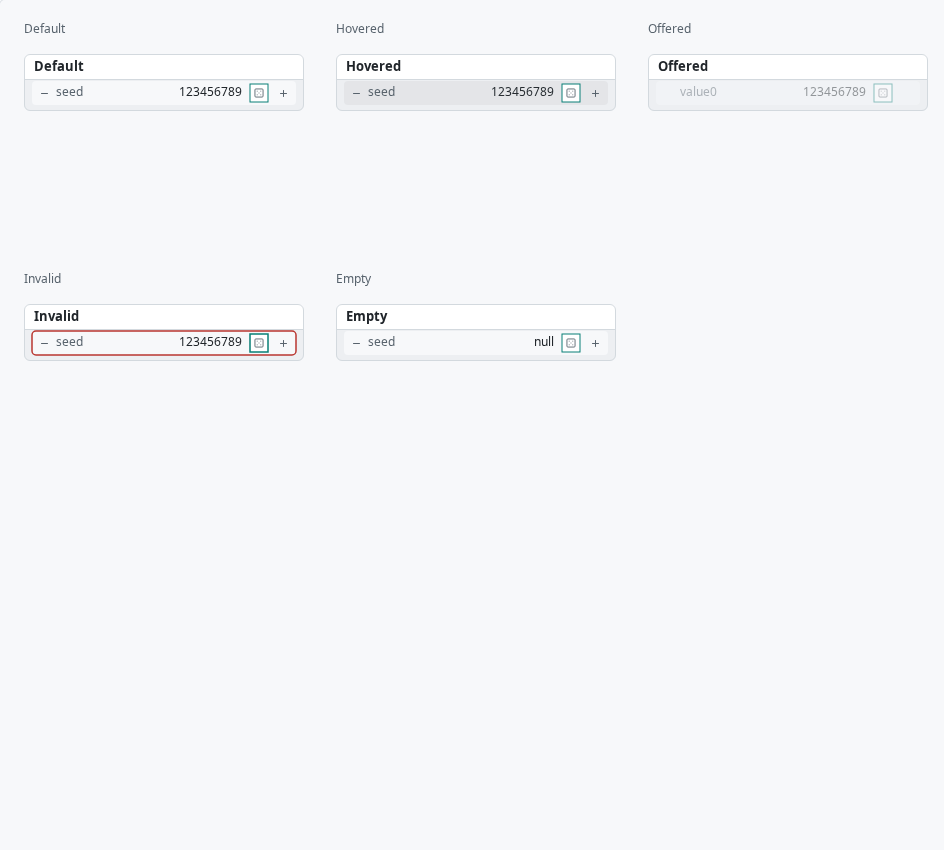 Default
Hovered
Offered
Default
Hovered
Offered
– seed 123456789 +
– seed 123456789 +
value0 123456789
Invalid
Empty
Invalid
Empty
– seed 123456789 +
– seed null +